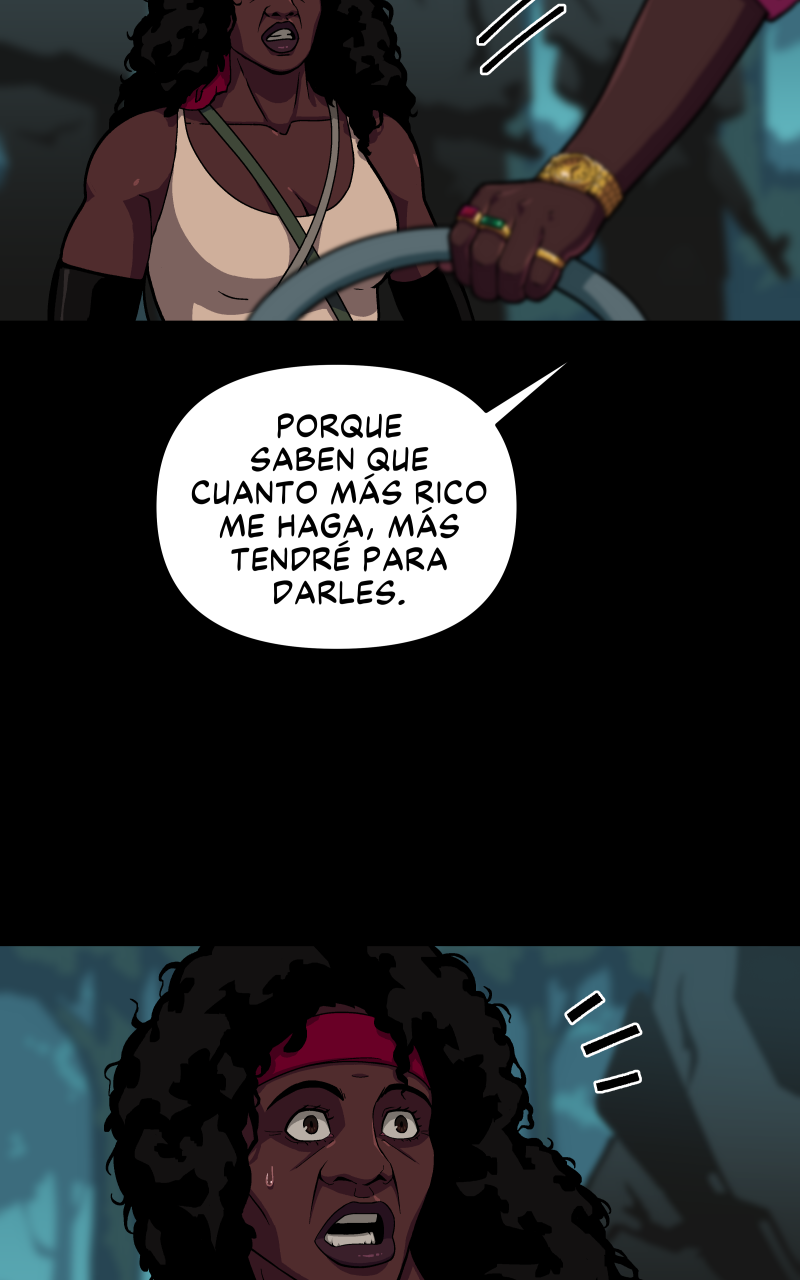 PORQUE
SABEN QUE
CUANTO MÁS RICO
ME HAGA, MÁS
TENDRÉ PARA
DARLES.